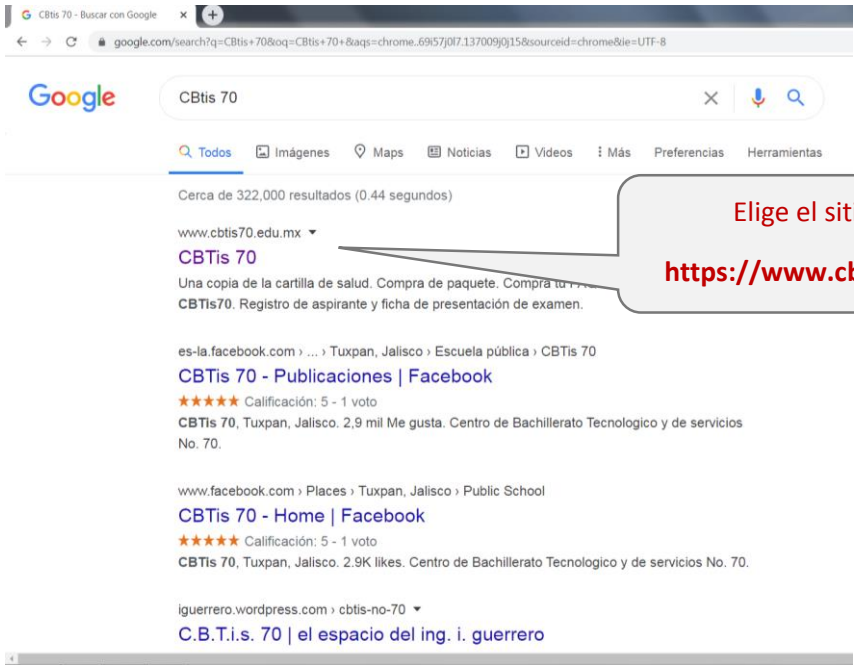 CBtis 70 - Buscar con Google
google.com/search?q=CBtis+70&oq=CBtis+70+&aqs=chrome..69i57j0l7.137009j0j15&sourceid=chrome&ie=UTF-8
Google
CBtis 70
Todos Imágenes Maps Noticias Videos Más Preferencias Herramientas
Cerca de 322,000 resultados (0.44 segundos)
Elige el sit
https://www.cb
www.cbtis70.edu.mx
CBTis 70
Una copia de la cartilla de salud. Compra de paquete. Compra tu
CBTIs70. Registro de aspirante y ficha de presentación de examen.
es-la.facebook.com › ... › Tuxpan, Jalisco › Escuela pública › CBTis 70
CBTis 70 - Publicaciones | Facebook
★★★★★ Calificación: 5 - 1 voto
CBTis 70, Tuxpan, Jalisco. 2,9 mil Me gusta. Centro de Bachillerato Tecnologico y de servicios
No. 70.
www.facebook.com › Places › Tuxpan, Jalisco › Public School
CBTis 70 - Home | Facebook
★★★★★ Calificación: 5 - 1 voto
CBTis 70, Tuxpan, Jalisco. 2.9K likes. Centro de Bachillerato Tecnologico y de servicios No. 70.
iguerrero.wordpress.com › cbtis-no-70
C.B.T.i.s. 70 | el espacio del ing. i. guerrero